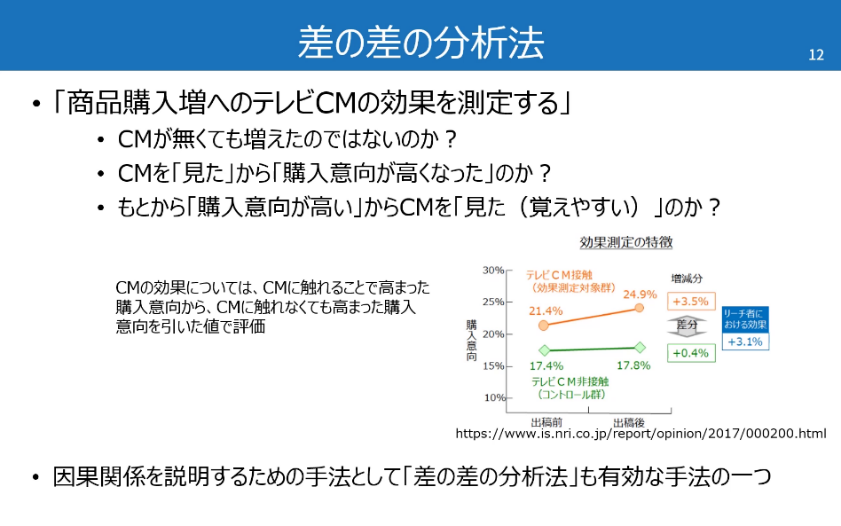 差の差の分析法
12
• 「商品購入増へのテレビCMの効果を測定する」
• CMが無くても増えたのではないのか？
• CMを「見た」から「購入意向が高くなった」のか？
• もとから「購入意向が高い」からCMを「見た（覚えやすい）」のか？
CMの効果については、CMに触れることで高まった
購入意向から、CMに触れなくても高まった購入
意向を引いた値で評価
効果測定の特徴
30%
25%
20%
15%
10%
購入意向
テレビＣＭ接触
（効果測定対象群）
21.4%
24.9%
17.4%
17.8%
テレビＣＭ非接触
（コントロール群）
出稿前
出稿後
増減分
+3.5%
差分
+0.4%
リーチ者に
おける効果
+3.1%
https://www.is.nri.co.jp/report/opinion/2017/000200.html
• 因果関係を説明するための手法として「差の差の分析法」も有効な手法の一つ